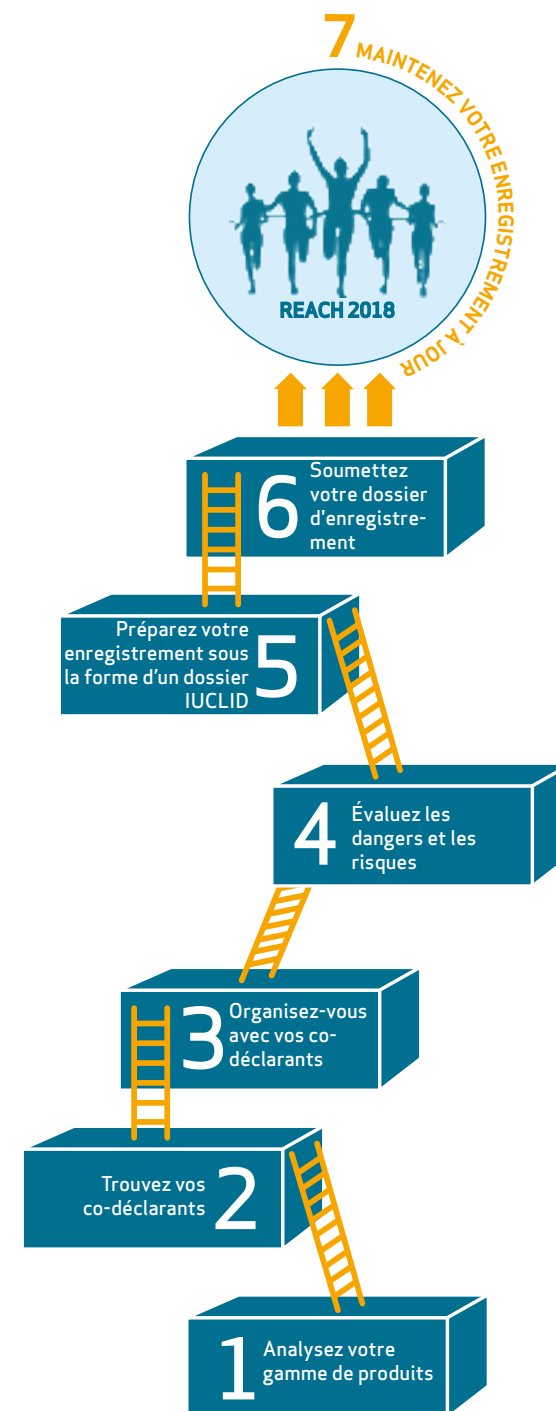 7 MAINTENEZ VOTRE ENREGISTREMENT À JOUR
REACH 2018
6
Soumettez
votre dossier
d'enregistre-
ment
Préparez votre
enregistrement sous
la forme d’un dossier
IUCLID
5
4
Évaluez les
dangers et les
risques
3
Organisez-vous
avec vos co-
déclarants
Trouvez vos
co-déclarants
2
1
Analysez votre
gamme de produits